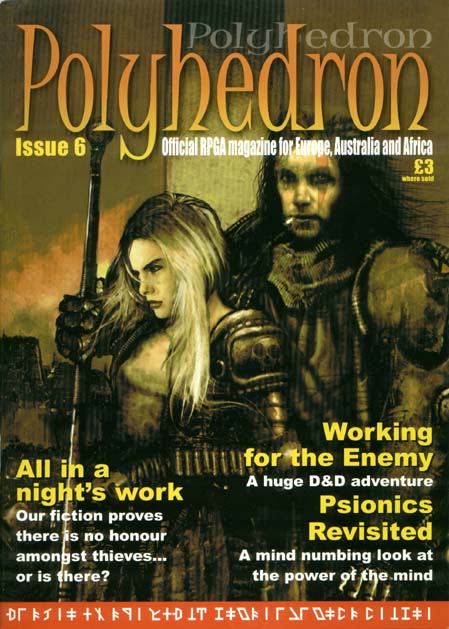 Polyhedron
Polyhedron
Issue 6
Official RPGA magazine for Europe, Australia and Africa
£3
where sold
All in a
night's work
Our fiction proves
there is no honour
amongst thieves...
or is there?
Working
for the Enemy
A huge D&D adventure
Psionics
Revisited
A mind numbing look at
the power of the mind